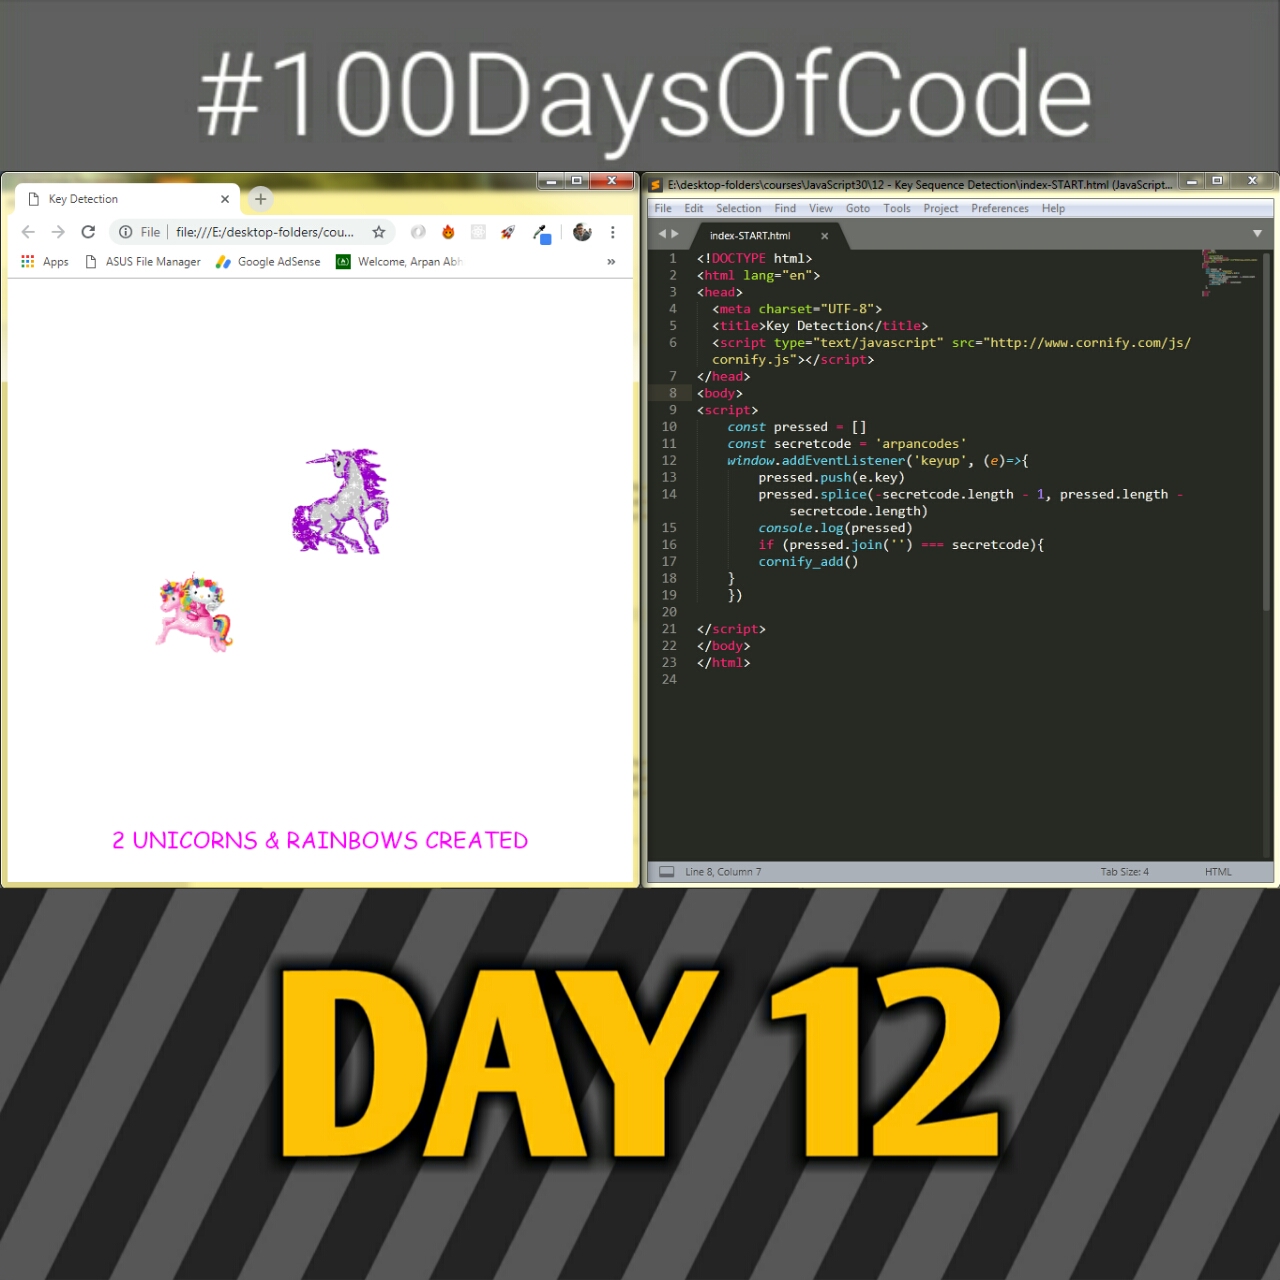 #100DaysOfCode
Key Detection
File file:///E:/desktop-folders/cou...
Apps ASUS File Manager Google AdSense Welcome, Arpan Abh
2 UNICORNS & RAINBOWS CREATED
E:\desktop-folders\courses\JavaScript30\12 - Key Sequence Detection\index-START.html (JavaScript...
File Edit Selection Find View Goto Tools Project Preferences Help
index-START.html
1 <!DOCTYPE html>
2 <html lang="en">
3 <head>
4 <meta charset="UTF-8">
5 <title>Key Detection</title>
6 <script type="text/javascript" src="http://www.cornify.com/js/
cornify.js"></script>
7 </head>
8 <body>
9 <script>
10 const pressed = []
11 const secretcode = 'arpancodes'
12 window.addEventListener('keyup', (e)=>{
13 pressed.push(e.key)
14 pressed.splice(-secretcode.length - 1, pressed.length -
secretcode.length)
15 console.log(pressed)
16 if (pressed.join('') === secretcode){
17 cornify_add()
18 }
19 })
20
21 </script>
22 </body>
23 </html>
24
Line 8, Column 7 Tab Size: 4 HTML
DAY 12